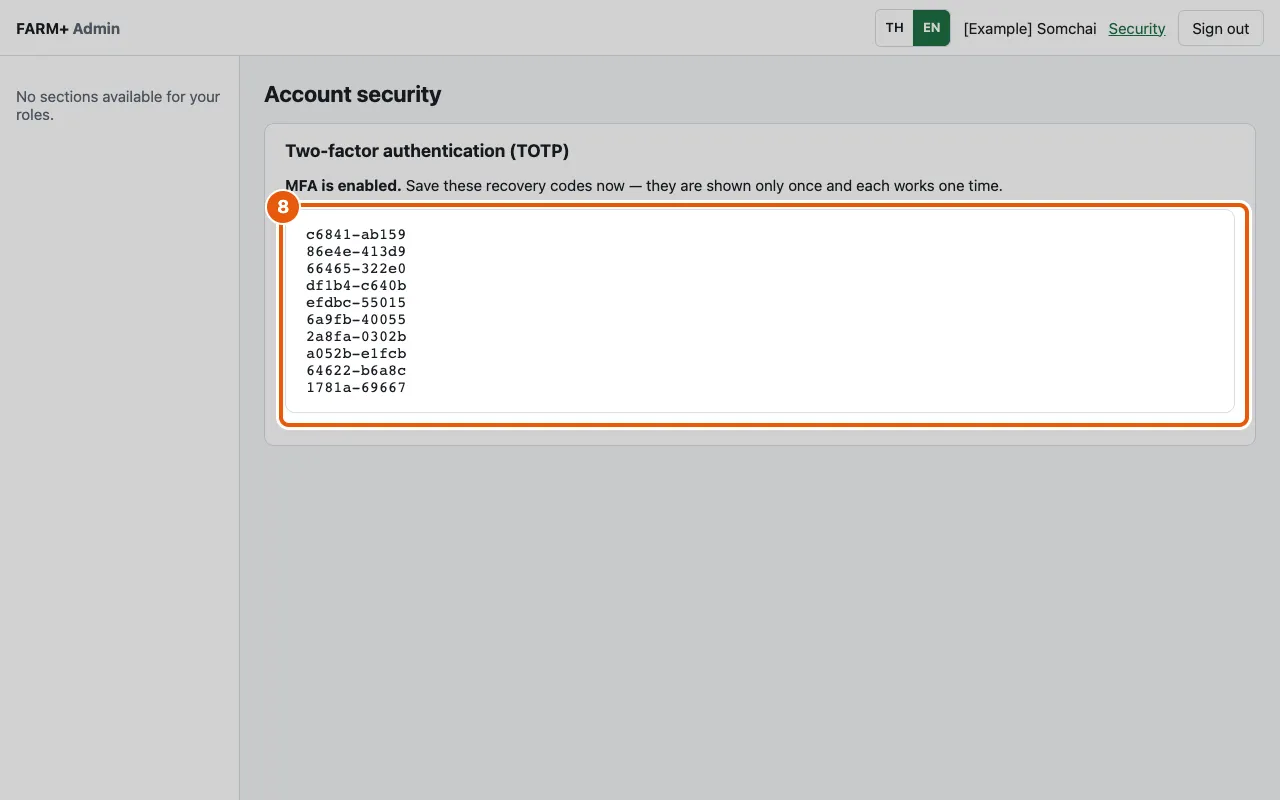 FARM+ Admin
TH EN [Example] Somchai Security Sign out
No sections available for your
roles.
Account security
Two-factor authentication (TOTP)
MFA is enabled. Save these recovery codes now — they are shown only once and each works one time.
8
c6841-ab159
86e4e-413d9
66465-322e0
df1b4-c640b
efdbc-55015
6a9fb-40055
2a8fa-0302b
a052b-e1fcb
64622-b6a8c
1781a-69667